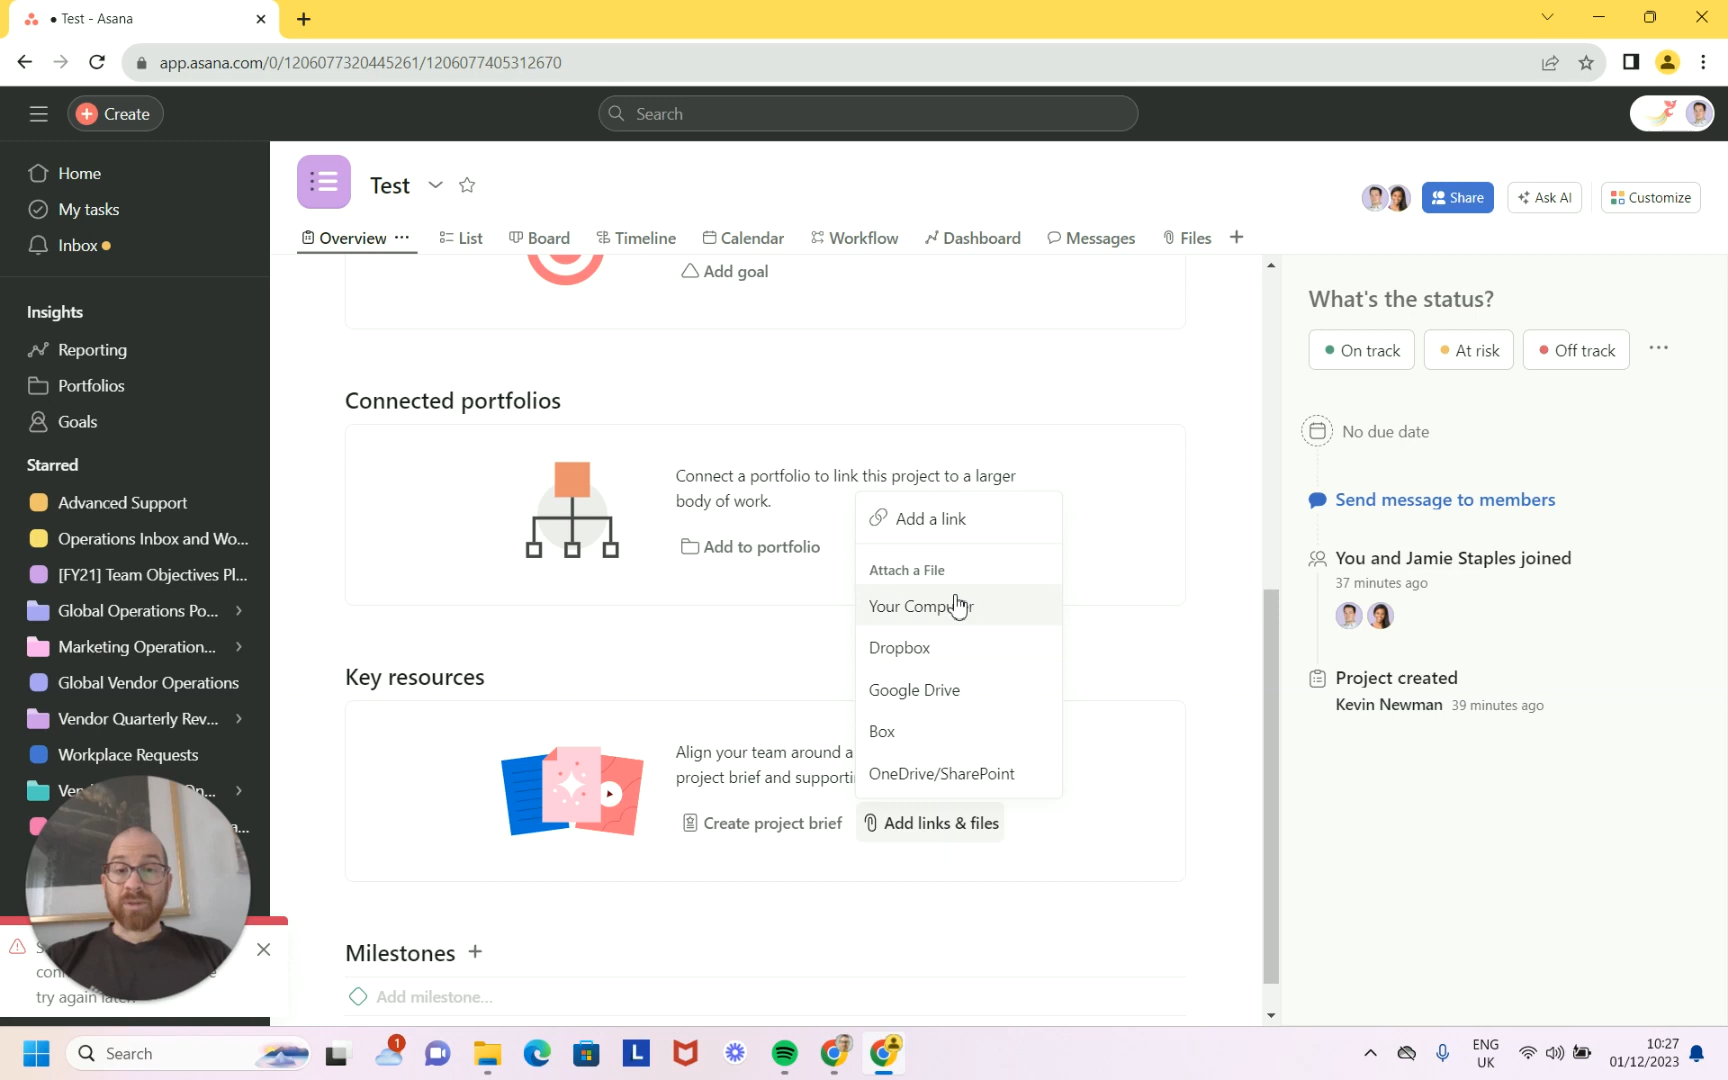 • Test - Asana
app.asana.com/0/1206077320445261/1206077405312670
Create
Search
Home
My tasks
Inbox
Insights
Reporting
Portfolios
Goals
Starred
Advanced Support
Operations Inbox and Wo...
[FY21] Team Objectives Pl...
Global Operations Po...
Marketing Operation...
Global Vendor Operations
Vendor Quarterly Rev...
Workplace Requests
try again
Test
Share
Ask AI
Customize
Overview
List
Board
Timeline
Calendar
Workflow
Dashboard
Messages
Files
Add goal
Connected portfolios
Connect a portfolio to link this project to a larger
body of work.
Add to portfolio
Add a link
Attach a File
Your Computer
Dropbox
Google Drive
Box
OneDrive/SharePoint
Key resources
Align your team around a
project brief and
Create project brief
Add links & files
Milestones
Add milestone...
What's the status?
On track
At risk
Off track
No due date
Send message to members
You and Jamie Staples joined
37 minutes ago
Project created
Kevin Newman 39 minutes ago
Search
1
L
ENG
UK
10:27
01/12/2023